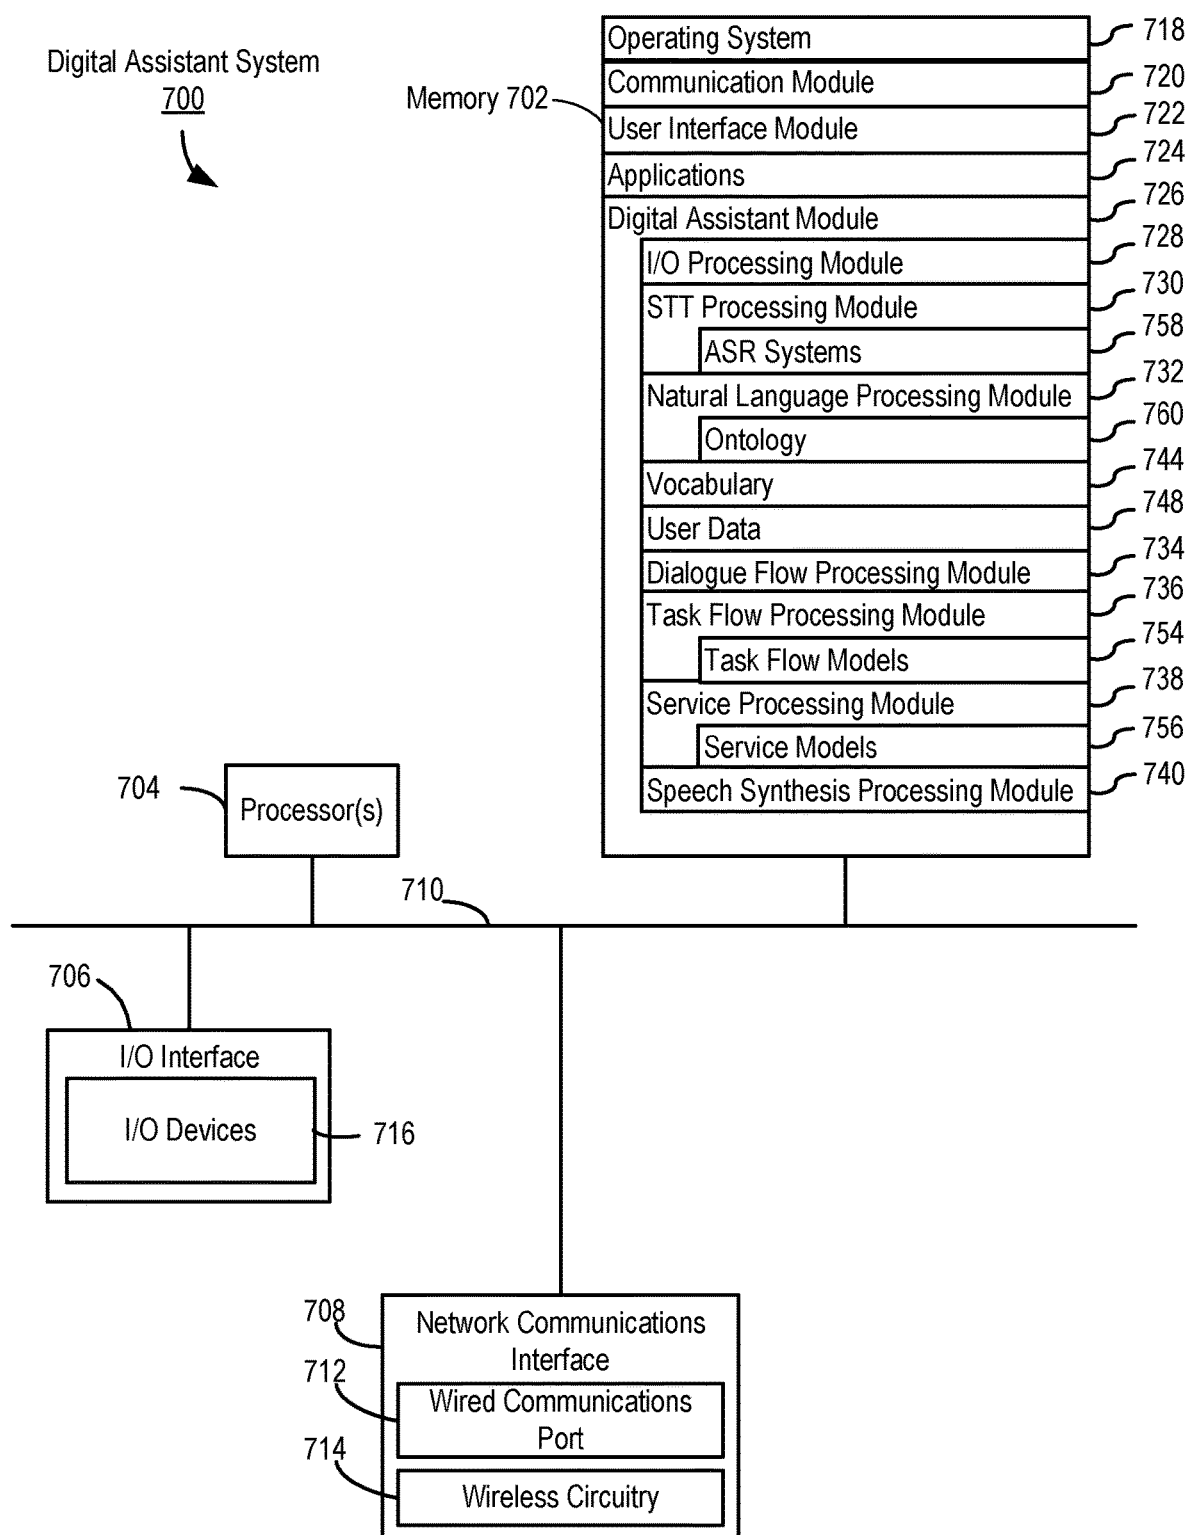 Digital Assistant System
700
Memory 702
Operating System
718
Communication Module
720
User Interface Module
722
Applications
724
Digital Assistant Module
726
I/O Processing Module
728
STT Processing Module
730
ASR Systems
758
Natural Language Processing Module
732
Ontology
760
Vocabulary
744
User Data
748
Dialogue Flow Processing Module
734
Task Flow Processing Module
736
Task Flow Models
754
Service Processing Module
738
Service Models
756
Speech Synthesis Processing Module
740
704
Processor(s)
710
706
I/O Interface
I/O Devices
716
708
Network Communications
Interface
712
Wired Communications
Port
714
Wireless Circuitry